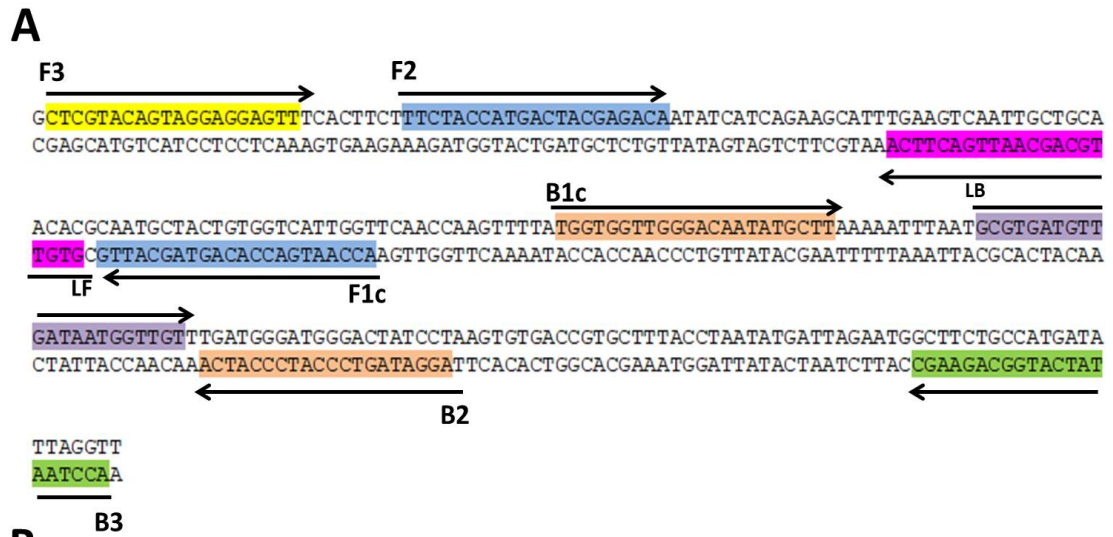 A
F3 F2
GCTCGTACAGTAGGAGGAGTTTCACTTCTTTCTACCATGACTACGAGACAATATCATCAGAAGCATTTGAAGTCAATTGCTGCA
CGAGCATGTCATCCTCCTCAAAGTGAAGAAAGATGGTACTGATGCTCTGTTATAGTAGTCTTCGTAAACTTCAGTTAACGACGT
B1c LB
ACACGCAATGCTACTGTGGTCATTGGTTCAACCAAGTTTTATGGTGGTTGGGACAATATGCTTAAAAATTTAATGCGTGATGTT
TGTGCGTTACGATGACACCAGTAACCAAGTTGGTTCAAAATACCACCAACCCTGTTATACGAATTTTTAAATTACGCACTACAA
LF F1c
GATAATGGTTGTTTGATGGGATGGGACTATCCTAAGTGTGACCGTGCTTTACCTAATATGATTAGAATGGCTTCTGCCATGATA
CTATTACCAACAAACTACCCTACCCTGATAGGATTCACACTGGCACGAAATGGATTATACTAATCTTACCGAAGACGGTACTAT
B2
TTAGGTT
AATCCAA
B3